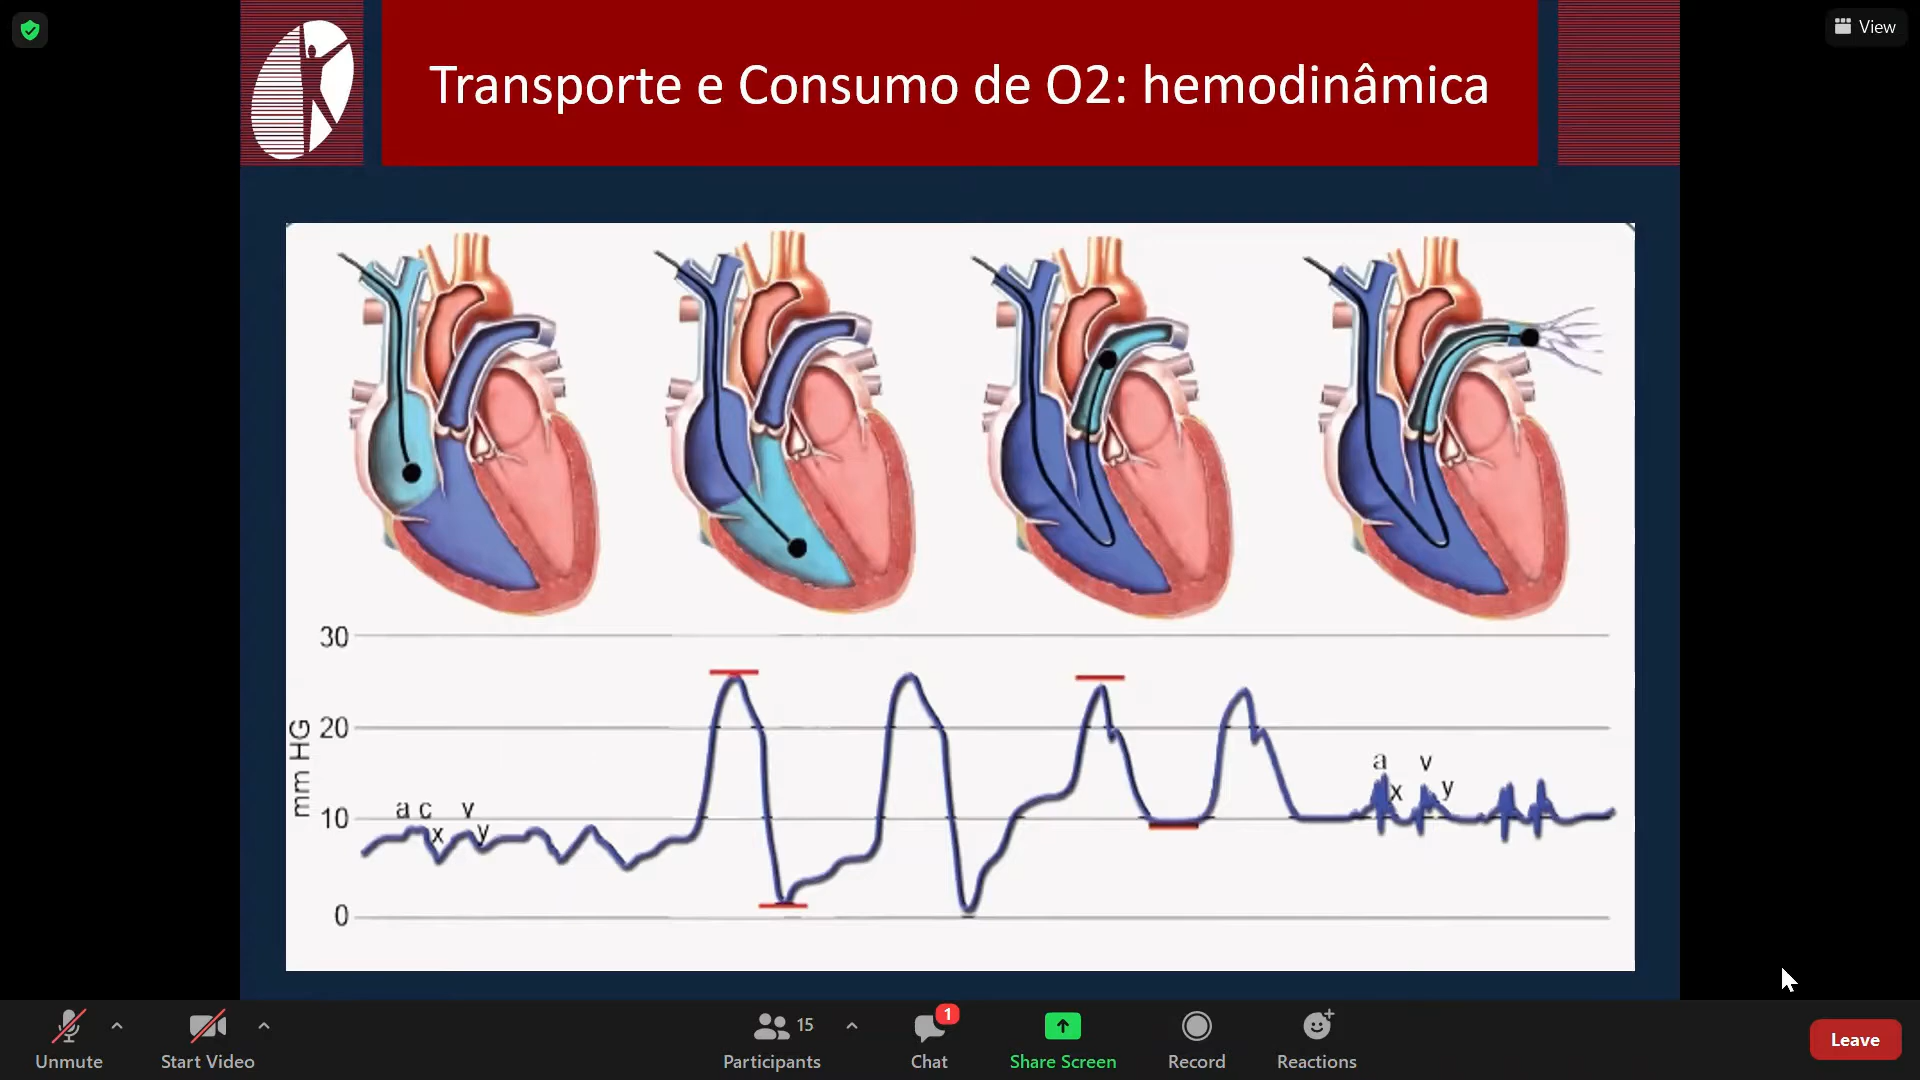 View
Transporte e Consumo de O2: hemodinâmica
30
20
10
0
mm HG
a c v
x y
a v
x y
Unmute
Start Video
15
Participants
1
Chat
Share Screen
Record
Reactions
Leave